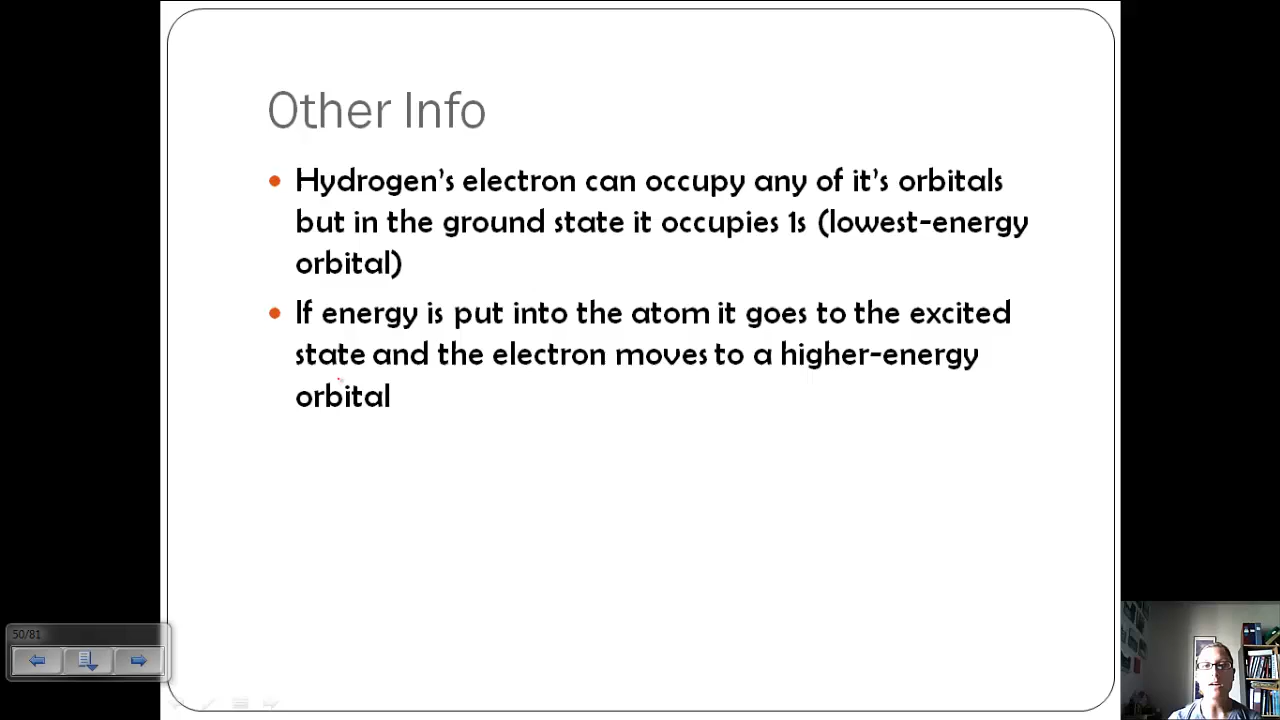 Other Info
• Hydrogen's electron can occupy any of it's orbitals
but in the ground state it occupies 1s (lowest-energy
orbital)
• If energy is put into the atom it goes to the excited
state and the electron moves to a higher-energy
orbital
50/81